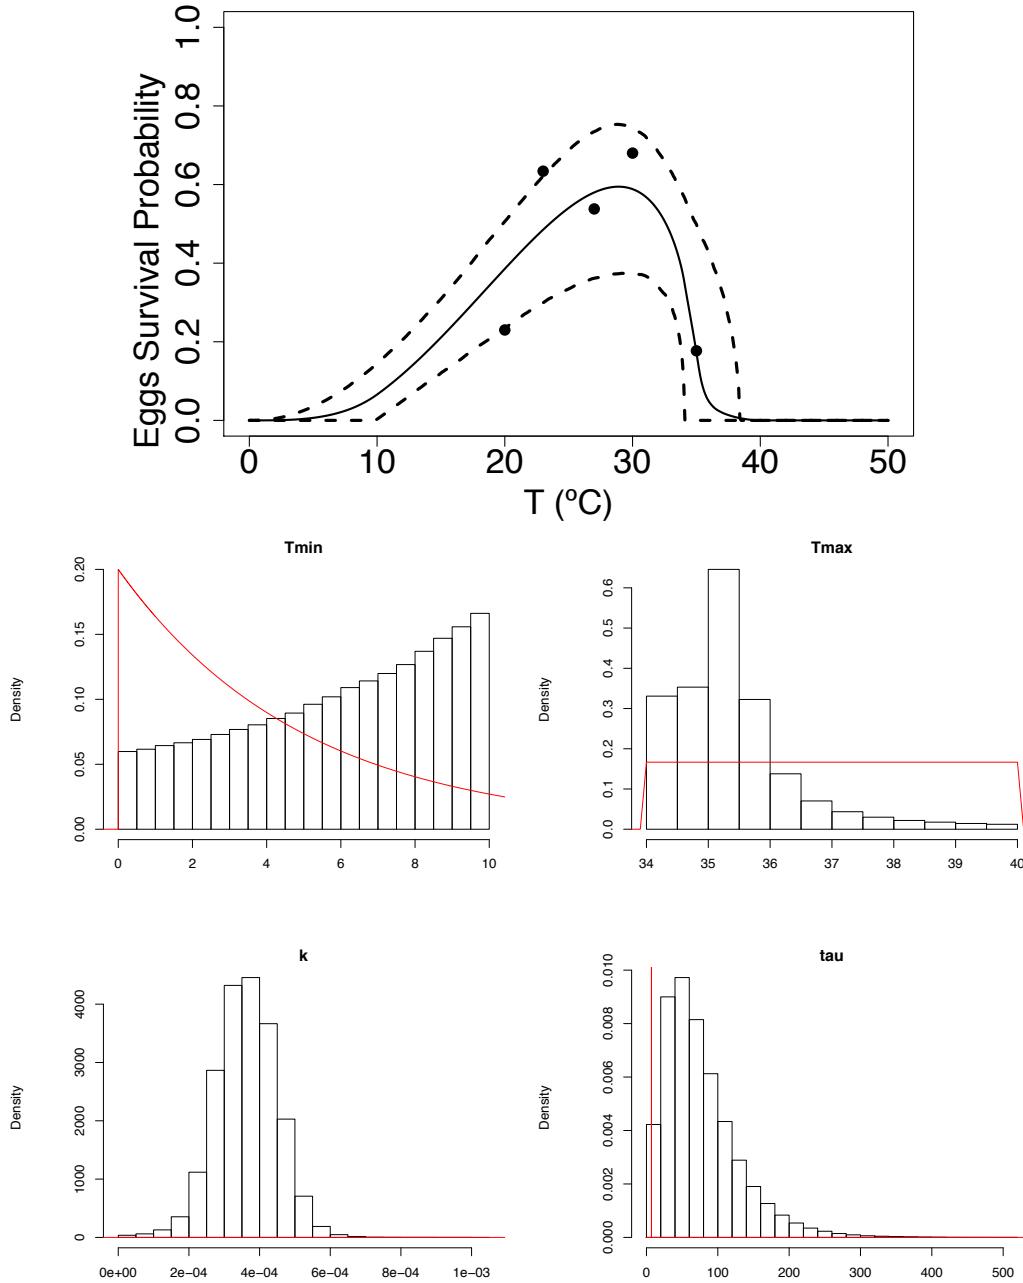 Eggs Survival Probability
1.0
0.8
0.6
0.4
0.2
0.0
0 10 20 30 40 50
T (ºC)
Tmin
Density
0.20
0.15
0.10
0.05
0.00
0 2 4 6 8 10
Tmax
Density
0.6
0.5
0.4
0.3
0.2
0.1
0.0
34 35 36 37 38 39 40
k
Density
4000
3000
2000
1000
0
0e+00 2e−04 4e−04 6e−04 8e−04 1e−03
tau
Density
0.010
0.008
0.006
0.004
0.002
0.000
0 100 200 300 400 500